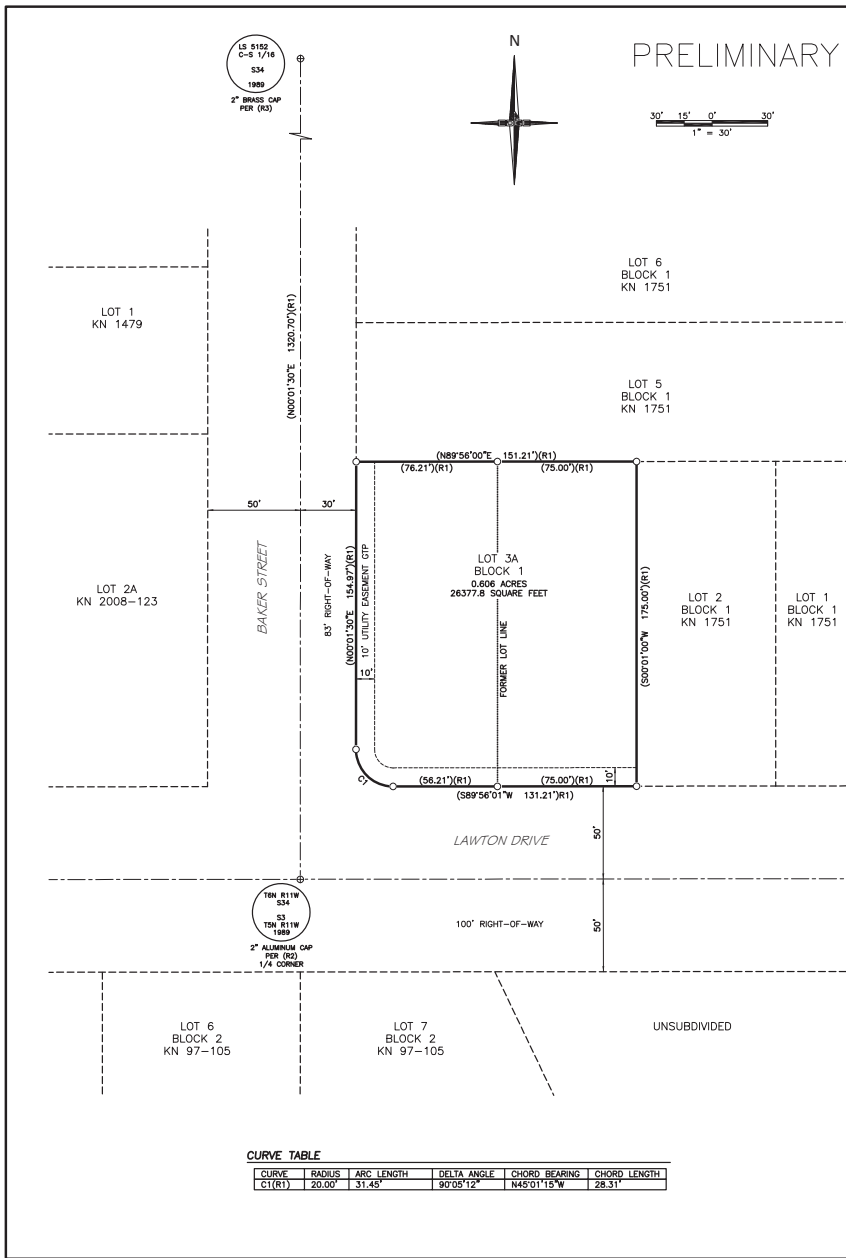 LS 5152
C-S 1/16
S34
1989
2" BRASS CAP
PER (R3)
N
PRELIMINARY
30' 15' 0' 30'
1" = 30'
(N00°01'30"E 1320.70')(R1)
LOT 6
BLOCK 1
KN 1751
LOT 1
KN 1479
LOT 5
BLOCK 1
KN 1751
(N89°56'00"E 151.21')(R1)
(76.21')(R1) (75.00')(R1)
50' 30'
BAKER STREET
83' RIGHT-OF-WAY
(N00°01'30"E 154.97')(R1)
10' UTILITY EASEMENT GTP
10'
LOT 3A
BLOCK 1
0.606 ACRES
26377.8 SQUARE FEET
FORMER LOT LINE
(S00°01'00"W 175.00')(R1)
LOT 2A
KN 2008-123
LOT 2
BLOCK 1
KN 1751
LOT 1
BLOCK 1
KN 1751
C1
(56.21')(R1) (75.00')(R1)
10'
(S89°56'01"W 131.21')R1)
LAWTON DRIVE
50'
T6N R11W
S34
S3
T5N R11W
1989
2" ALUMINUM CAP
PER (R2)
1/4 CORNER
100' RIGHT-OF-WAY
50'
LOT 6
BLOCK 2
KN 97-105
LOT 7
BLOCK 2
KN 97-105
UNSUBDIVIDED
CURVE TABLE
CURVE RADIUS ARC LENGTH DELTA ANGLE CHORD BEARING CHORD LENGTH
C1(R1) 20.00' 31.45' 90°05'12" N45°01'15"W 28.31'